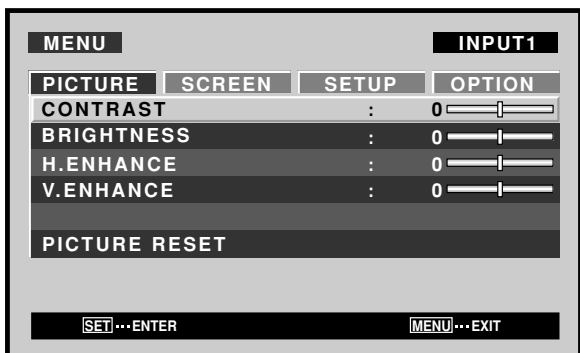 MENU INPUT1
PICTURE SCREEN SETUP OPTION
CONTRAST : 0
BRIGHTNESS : 0
H.ENHANCE : 0
V.ENHANCE : 0
PICTURE RESET
SET···ENTER MENU···EXIT